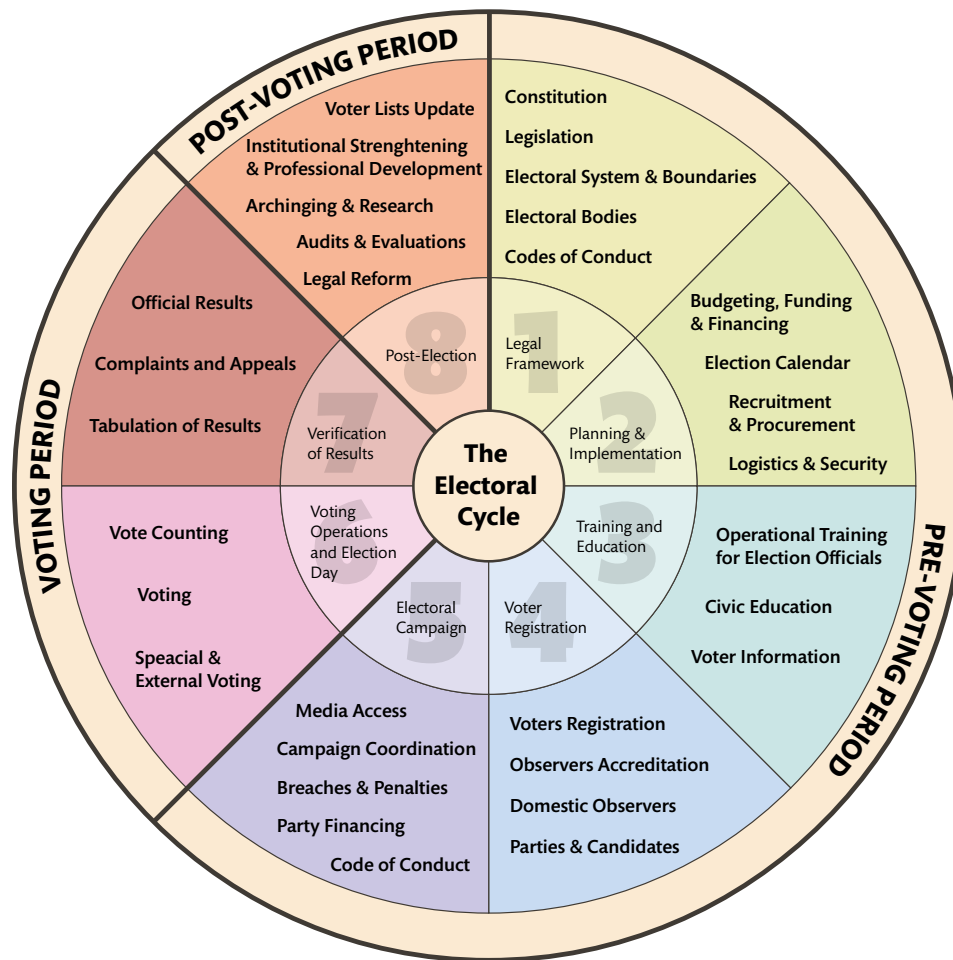 POST-VOTING PERIOD
Voter Lists Update
Institutional Strenghtening
& Professional Development
Archinging & Research
Audits & Evaluations
Legal Reform
8
Post-Election
Constitution
Legislation
Electoral System & Boundaries
Electoral Bodies
Codes of Conduct
1
Legal
Framework
Budgeting, Funding
& Financing
Election Calendar
Recruitment
& Procurement
Logistics & Security
2
Planning &
Implementation
PRE-VOTING PERIOD
Operational Training
for Election Officials
Civic Education
Voter Information
3
Training and
Education
Voters Registration
Observers Accreditation
Domestic Observers
Parties & Candidates
4
Voter
Registration
Media Access
Campaign Coordination
Breaches & Penalties
Party Financing
Code of Conduct
5
Electoral
Campaign
VOTING PERIOD
Vote Counting
Voting
Speacial &
External Voting
6
Voting
Operations
and Election
Day
Official Results
Complaints and Appeals
Tabulation of Results
7
Verification
of Results
The
Electoral
Cycle